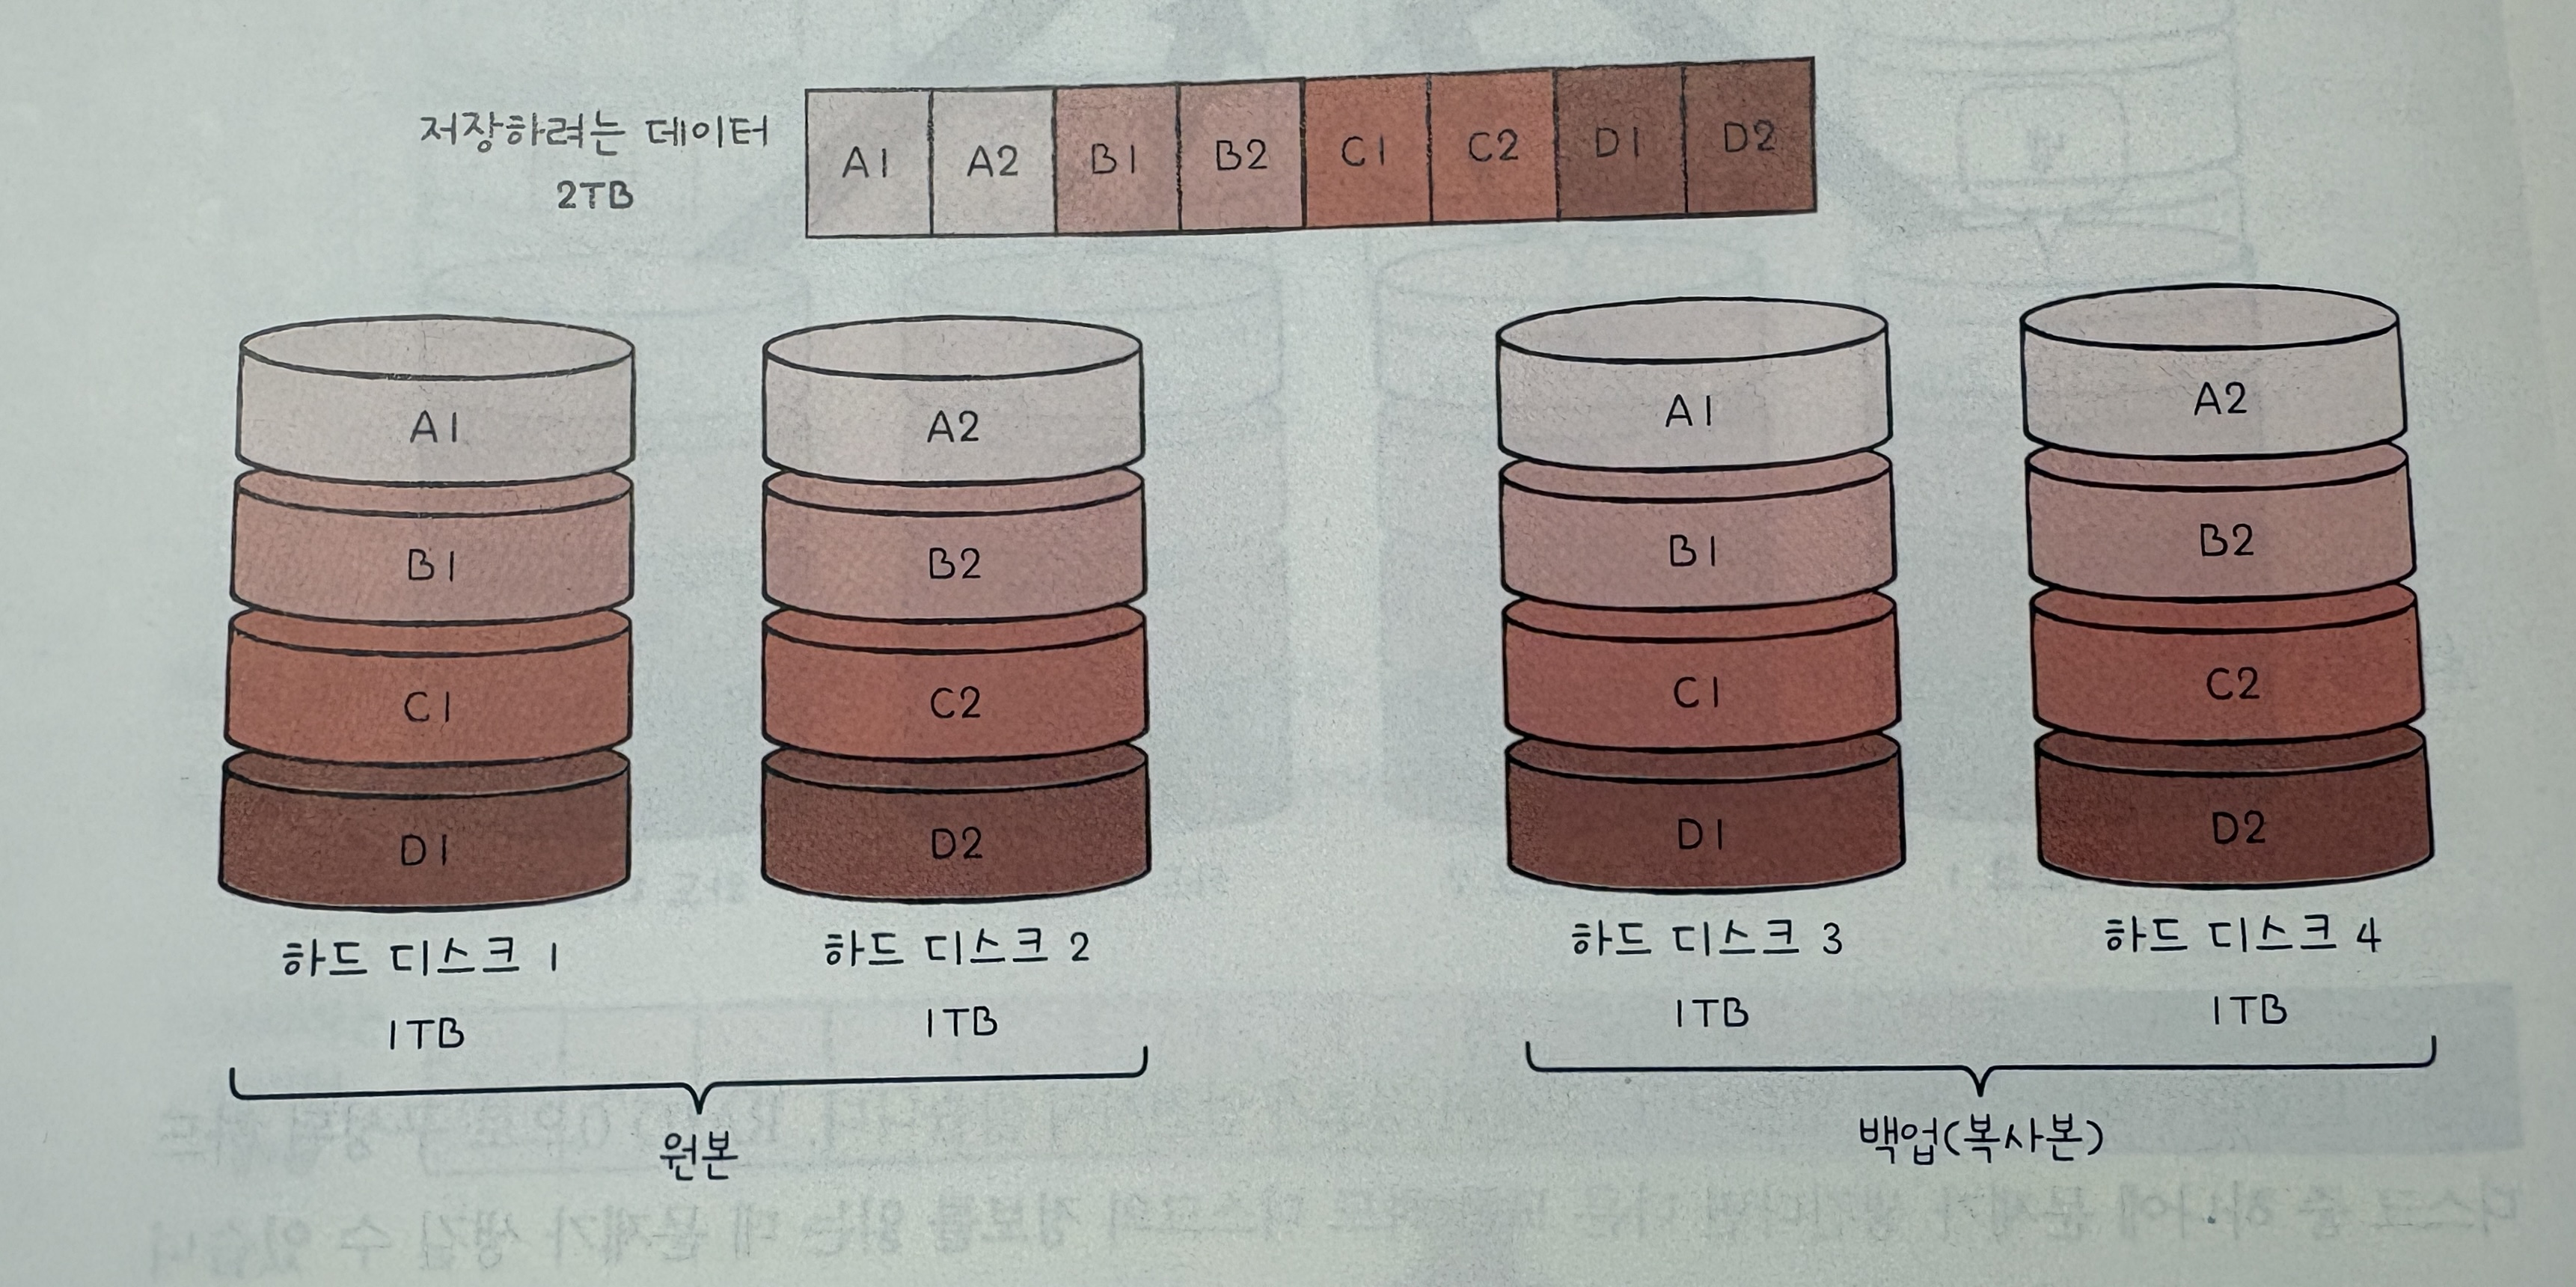 저장하려는 데이터
2TB
A1 A2 B1 B2 C1 C2 D1 D2
A1 A2 A1 A2
B1 B2 B1 B2
C1 C2 C1 C2
D1 D2 D1 D2
하드 디스크 1 하드 디스크 2 하드 디스크 3 하드 디스크 4
1TB 1TB 1TB 1TB
원본 백업(복사본)